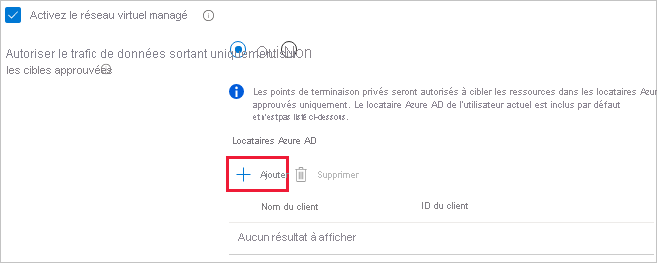 Activez le réseau virtuel managé
Autoriser le trafic de données sortant uniquement sur
les cibles approuvées
Oui Non
Les points de terminaison privés seront autorisés à cibler les ressources dans les locataires Azur
approuvés uniquement. Le locataire Azure AD de l'utilisateur actuel est inclus par défaut
et n'est pas listé ci-dessous.
Locataires Azure AD
Ajouter Supprimer
Nom du client ID du client
Aucun résultat à afficher